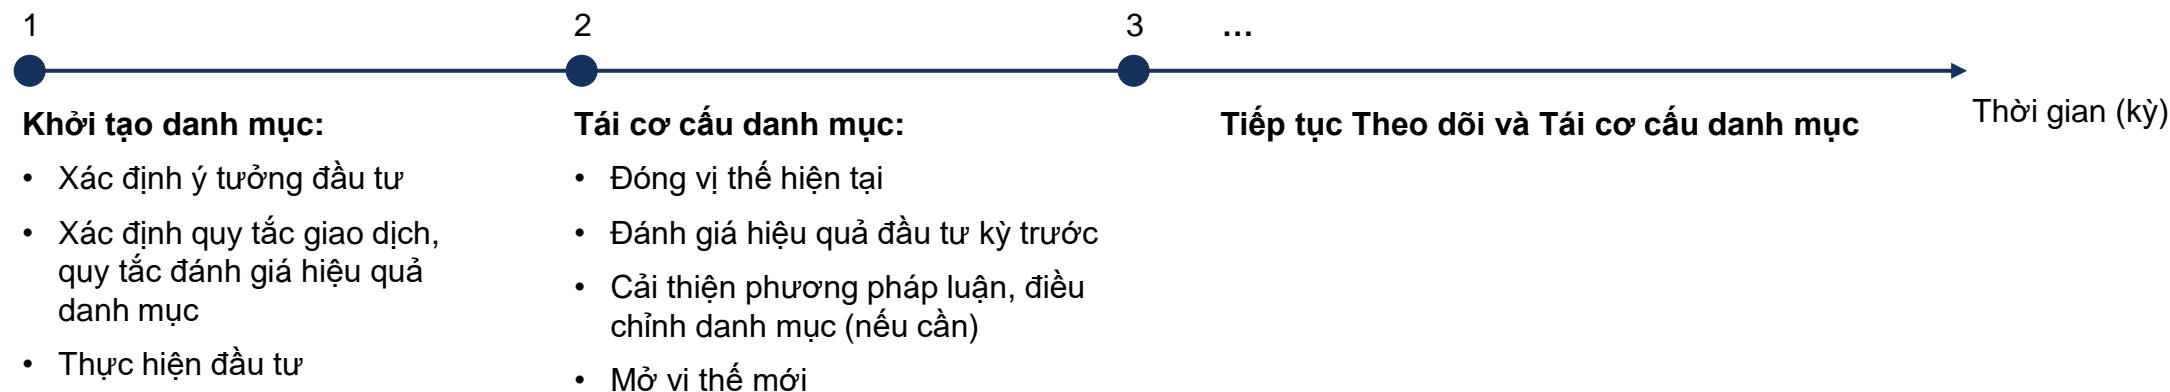 1
2
3
…
Thời gian (kỳ)
Khởi tạo danh mục:
• Xác định ý tưởng đầu tư
• Xác định quy tắc giao dịch,
quy tắc đánh giá hiệu quả
danh mục
• Thực hiện đầu tư
Tái cơ cấu danh mục:
• Đóng vị thế hiện tại
• Đánh giá hiệu quả đầu tư kỳ trước
• Cải thiện phương pháp luận, điều
chỉnh danh mục (nếu cần)
• Mở vị thế mới
Tiếp tục Theo dõi và Tái cơ cấu danh mục